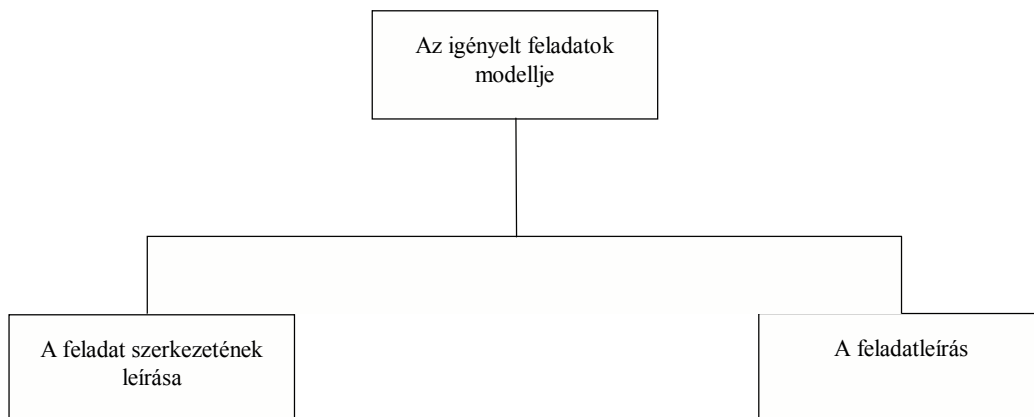 Az igényelt feladatok
modellje
A feladat szerkezetének
leírása
A feladatleírás